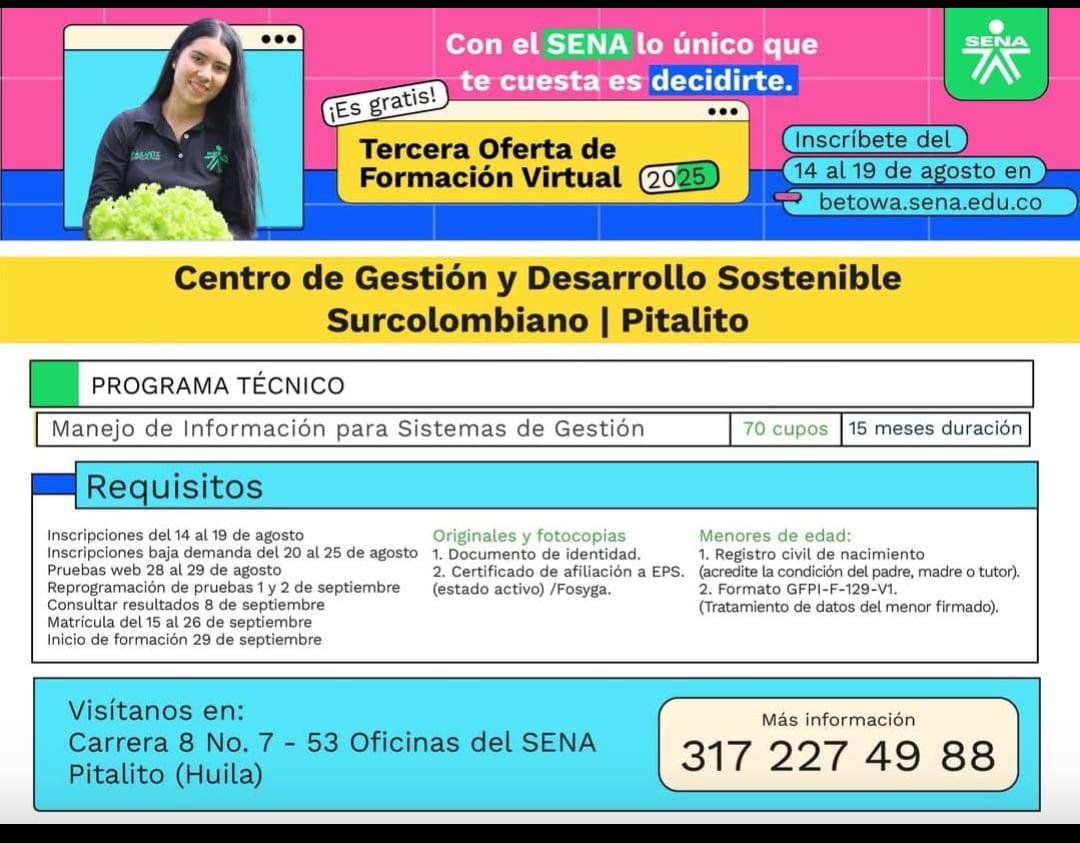 Con el SENA lo único que
te cuesta es decidirte.
SENA
¡Es gratis!
Tercera Oferta de
Formación Virtual 2025
Inscríbete del
14 al 19 de agosto en
betowa.sena.edu.co
Centro de Gestión y Desarrollo Sostenible
Surcolombiano | Pitalito
PROGRAMA TÉCNICO
Manejo de Información para Sistemas de Gestión 70 cupos 15 meses duración
Requisitos
Inscripciones del 14 al 19 de agosto
Inscripciones baja demanda del 20 al 25 de agosto
Pruebas web 28 al 29 de agosto
Reprogramación de pruebas 1 y 2 de septiembre
Consultar resultados 8 de septiembre
Matrícula del 15 al 26 de septiembre
Inicio de formación 29 de septiembre
Originales y fotocopias
1. Documento de identidad.
2. Certificado de afiliación a EPS.
(estado activo) /Fosyga.
Menores de edad:
1. Registro civil de nacimiento
(acredite la condición del padre, madre o tutor).
2. Formato GFPI-F-129-V1.
(Tratamiento de datos del menor firmado).
Visítanos en:
Carrera 8 No. 7 - 53 Oficinas del SENA
Pitalito (Huila)
Más información
317 227 49 88